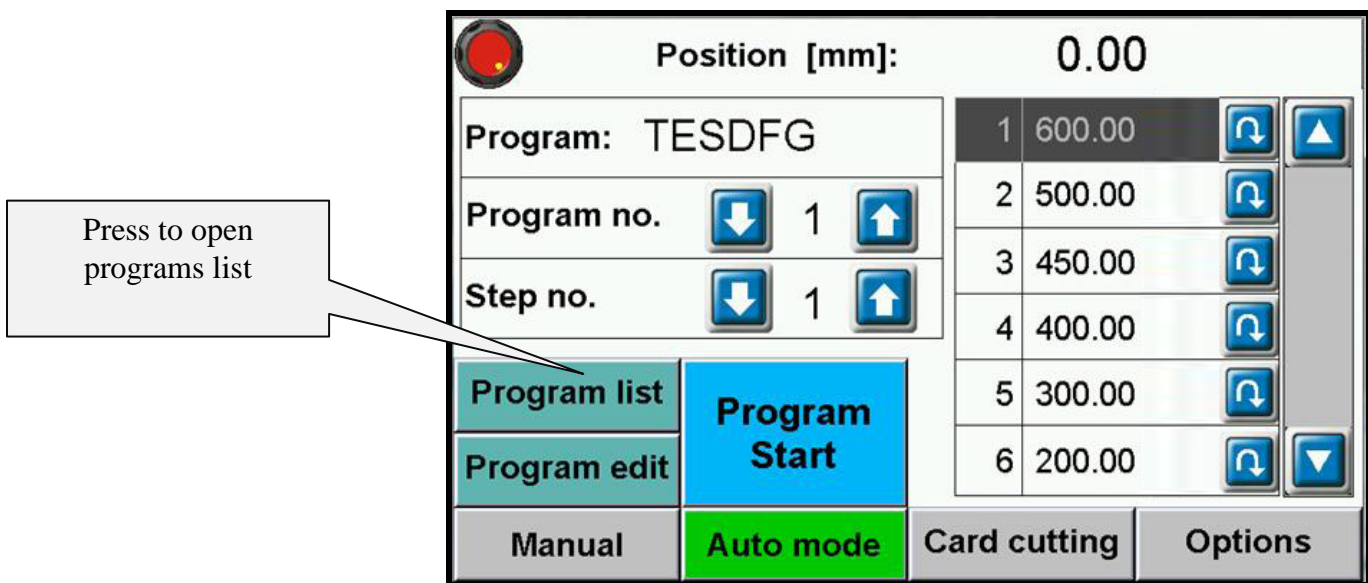 Press to open
programs list
Position [mm]: 0.00
Program: TESDFG
Program no. 1
Step no. 1
1 600.00
2 500.00
3 450.00
4 400.00
5 300.00
6 200.00
Program list
Program edit
Program
Start
Manual
Auto mode
Card cutting
Options